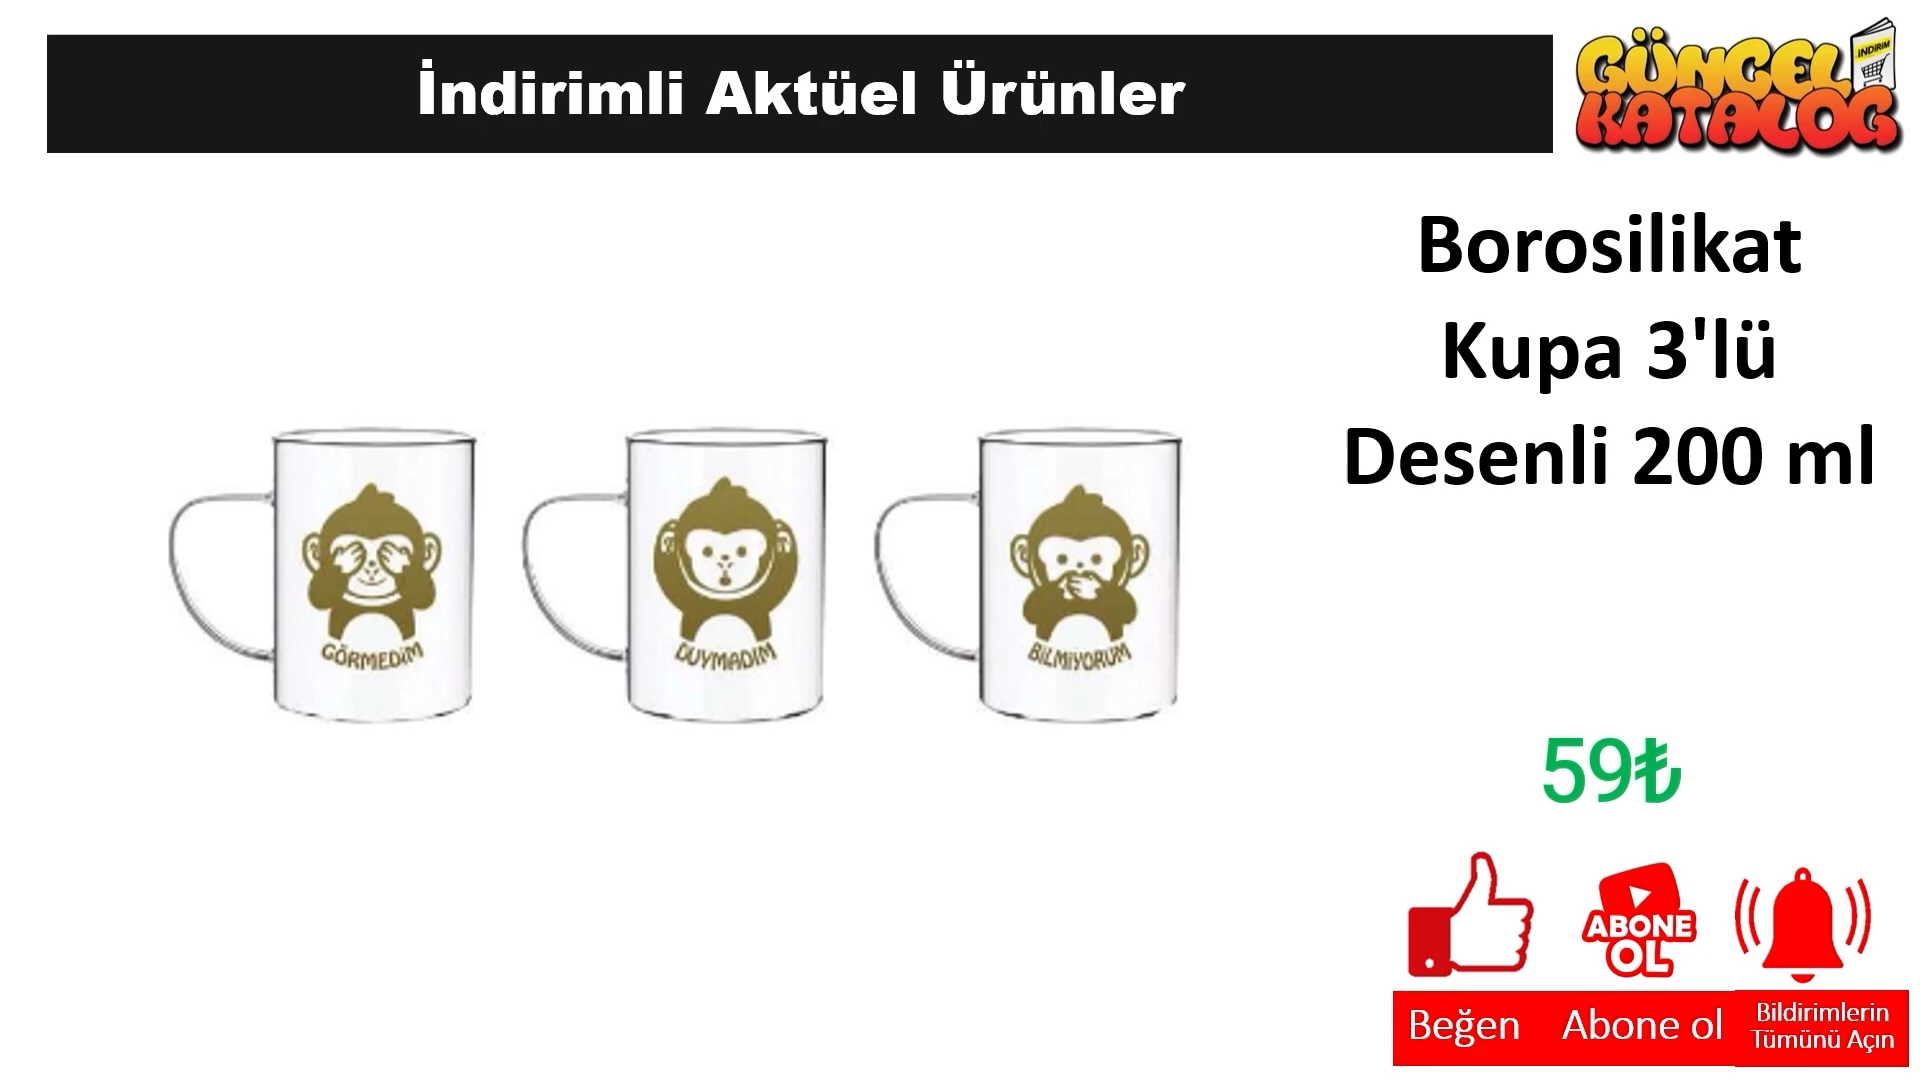 İndirimli Aktüel Ürünler
GÜNCEL
İNDİRİM
KATALOG
Borosilikat
Kupa 3'lü
Desenli 200 ml
GÖRMEDİM
DUYMADIM
BİLMİYORUM
59₺
ABONE
OL
Beğen
Abone ol
Bildirimlerin
Tümünü Açın